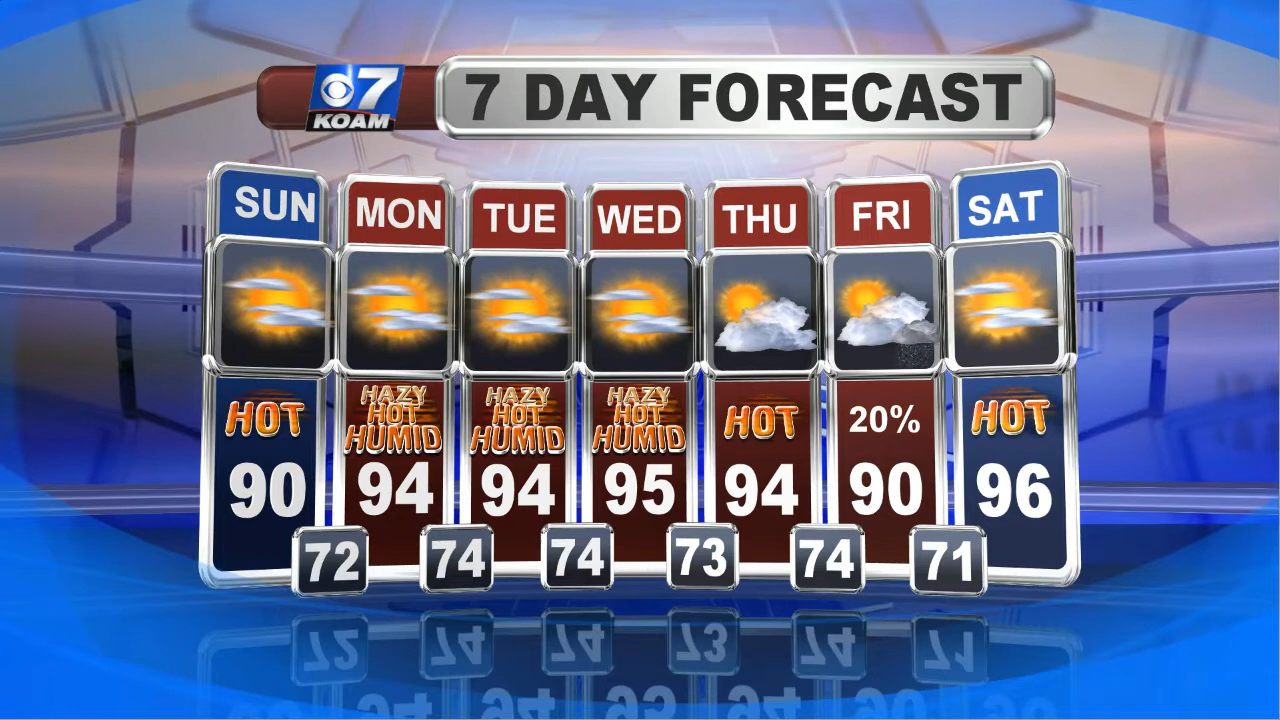 7
KOAM
7 DAY FORECAST
SUN
MON
TUE
WED
THU
FRI
SAT
HOT
HAZY
HOT
HUMID
HAZY
HOT
HUMID
HAZY
HOT
HUMID
HOT
20%
HOT
90
94
94
95
94
90
96
72
74
74
73
74
71